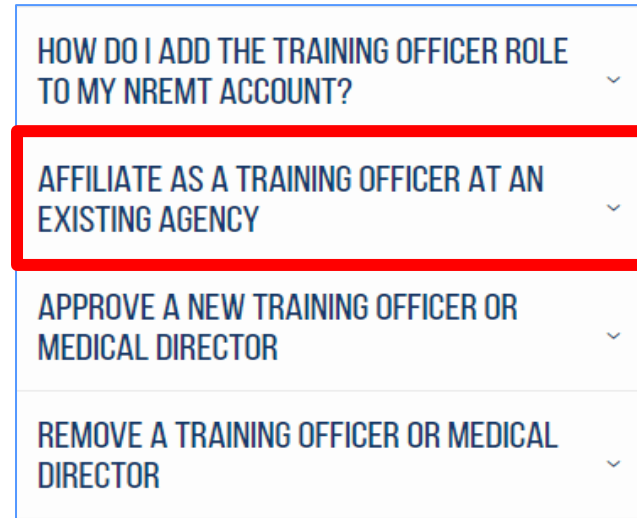 HOW DO I ADD THE TRAINING OFFICER ROLE
TO MY NREMT ACCOUNT?
AFFILIATE AS A TRAINING OFFICER AT AN
EXISTING AGENCY
APPROVE A NEW TRAINING OFFICER OR
MEDICAL DIRECTOR
REMOVE A TRAINING OFFICER OR MEDICAL
DIRECTOR